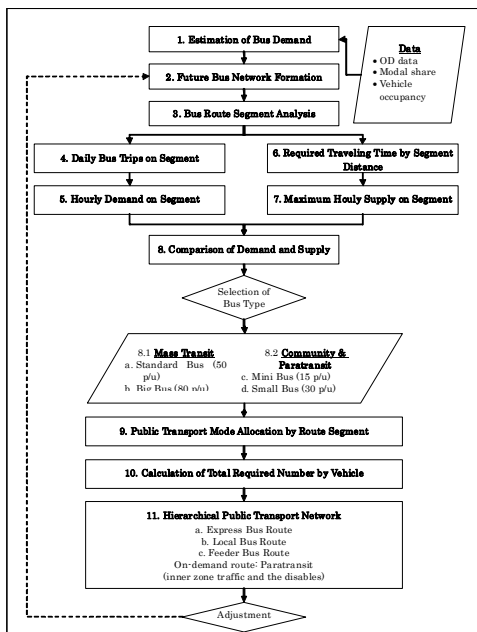 1. Estimation of Bus Demand
Data
• OD data
• Modal share
• Vehicle
occupancy
2. Future Bus Network Formation
3. Bus Route Segment Analysis
4. Daily Bus Trips on Segment
6. Required Traveling Time by Segment
Distance
5. Hourly Demand on Segment
7. Maximum Houly Supply on Segment
8. Comparison of Demand and Supply
Selection of
Bus Type
8.1 Mass Transit
a. Standard Bus (50
p/u)
b. Big Bus (80 p/u)
8.2 Community &
Paratransit
c. Mini Bus (15 p/u)
d. Small Bus (30 p/u)
9. Public Transport Mode Allocation by Route Segment
10. Calculation of Total Required Number by Vehicle
11. Hierarchical Public Transport Network
a. Express Bus Route
b. Local Bus Route
c. Feeder Bus Route
On-demand route: Paratransit
(inner zone traffic and the disables)
Adjustment